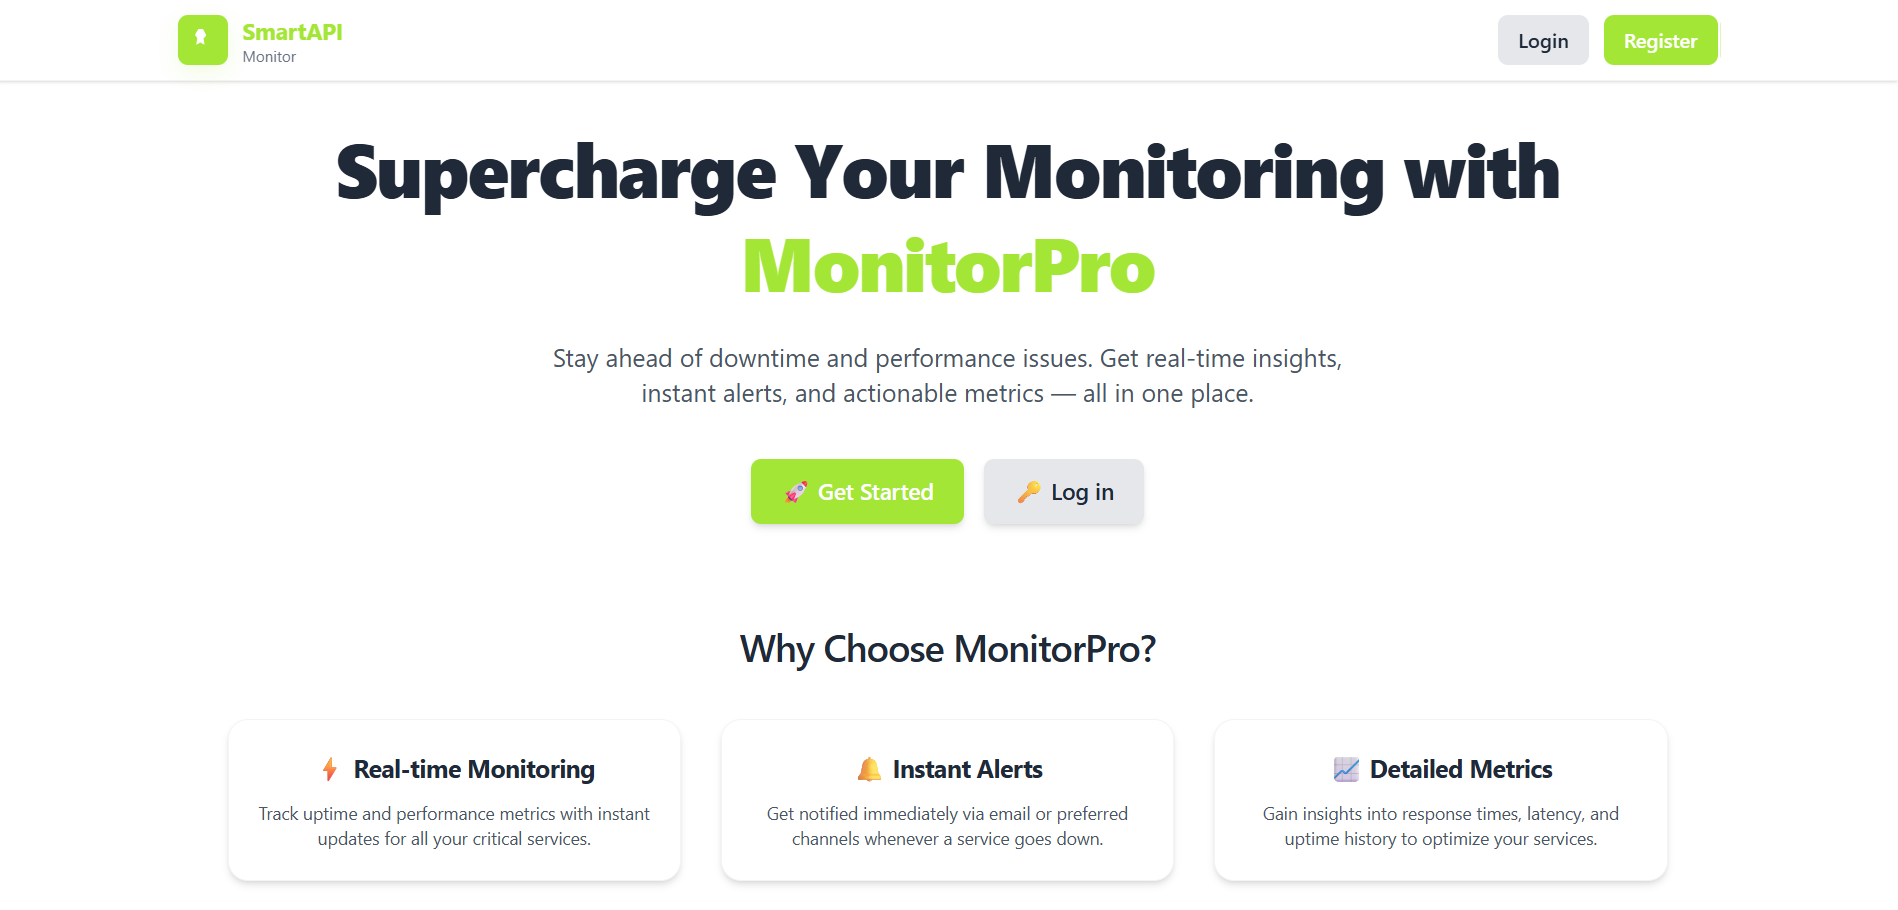 SmartAPI
Monitor
Login
Register
Supercharge Your Monitoring with
MonitorPro
Stay ahead of downtime and performance issues. Get real-time insights,
instant alerts, and actionable metrics — all in one place.
🚀 Get Started
🔑 Log in
Why Choose MonitorPro?
⚡ Real-time Monitoring
Track uptime and performance metrics with instant
updates for all your critical services.
🔔 Instant Alerts
Get notified immediately via email or preferred
channels whenever a service goes down.
📈 Detailed Metrics
Gain insights into response times, latency, and
uptime history to optimize your services.